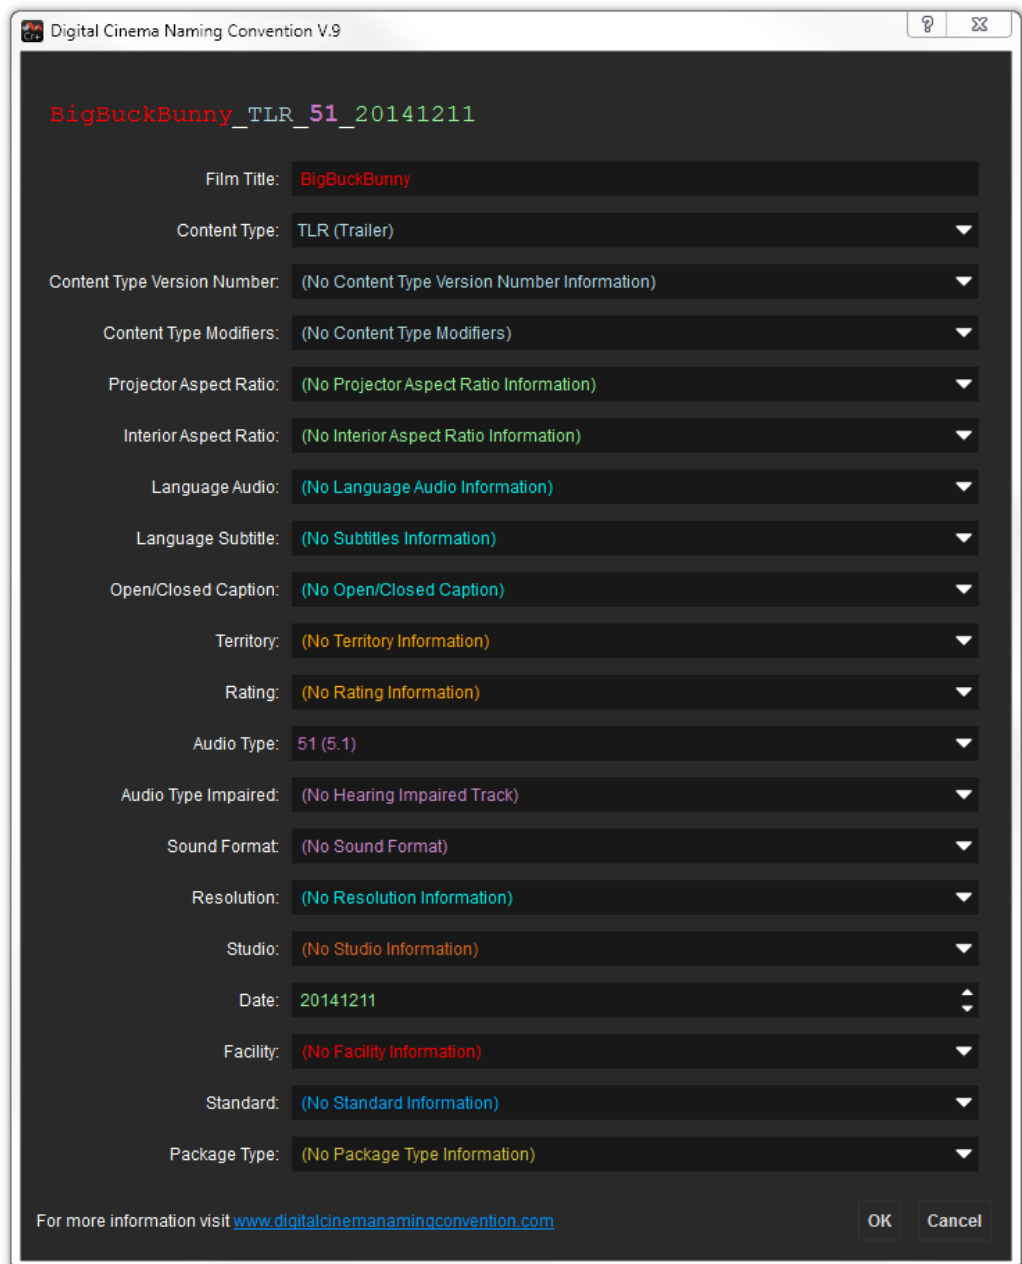 Digital Cinema Naming Convention V.9
BigBuckBunny_TLR_51_20141211
Film Title: BigBuckBunny
Content Type: TLR (Trailer)
Content Type Version Number: (No Content Type Version Number Information)
Content Type Modifiers: (No Content Type Modifiers)
Projector Aspect Ratio: (No Projector Aspect Ratio Information)
Interior Aspect Ratio: (No Interior Aspect Ratio Information)
Language Audio: (No Language Audio Information)
Language Subtitle: (No Subtitles Information)
Open/Closed Caption: (No Open/Closed Caption)
Territory: (No Territory Information)
Rating: (No Rating Information)
Audio Type: 51 (5.1)
Audio Type Impaired: (No Hearing Impaired Track)
Sound Format: (No Sound Format)
Resolution: (No Resolution Information)
Studio: (No Studio Information)
Date: 20141211
Facility: (No Facility Information)
Standard: (No Standard Information)
Package Type: (No Package Type Information)
For more information visit www.digitalcinemanamingconvention.com OK Cancel